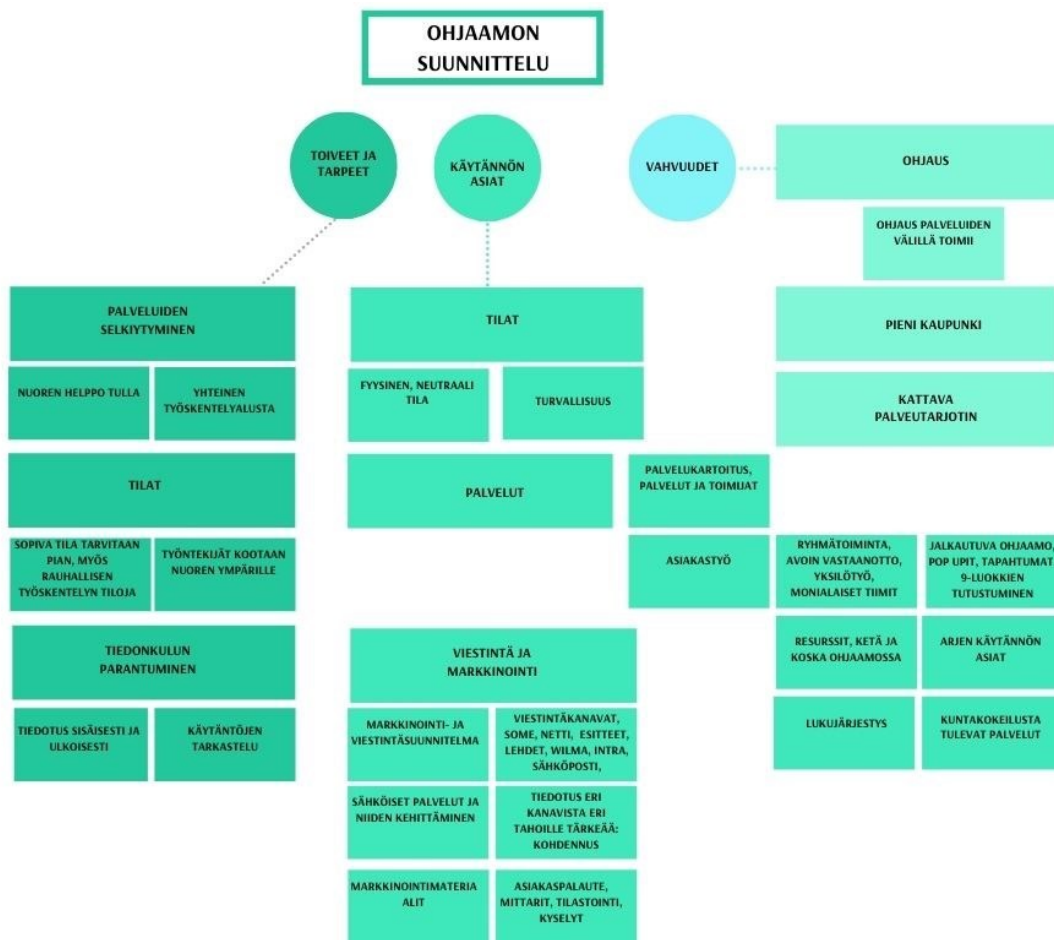 OHJAAMON
SUUNNITTELU
TOIVEET JA
TARPEET
KÄYTÄNNÖN
ASIAT
VAHVUUDET
OHJAUS
OHJAUS PALVELUIDEN
VÄLILLÄ TOIMII
PALVELUIDEN
SELKIYTYMINEN
TILAT
PIENI KAUPUNKI
NUOREN HELPPO TULLA
YHTEINEN
TYÖSKENTELYALUSTA
FYYSINEN, NEUTRAALI
TILA
TURVALLISUUS
KATTAVA
PALVEUTARJOTIN
TILAT
PALVELUT
PALVELUKARTOITUS,
PALVELUT JA TOIMIJAT
SOPIVA TILA TARVITAAN
PIAN, MYÖS
RAUHALLISEN
TYÖSKENTELYN TILOJA
TYÖNTEKIJÄT KOOTAAN
NUOREN YMPÄRILLE
ASIAKASTYÖ
RYHMÄTOIMINTA,
AVOIN VASTAANOTTO,
YKSILÖTYÖ,
MONIALAISET TIIMIT
JALKAUTUVA OHJAAMO,
POP UPIT, TAPAHTUMAT,
9-LUOKKIEN
TUTUSTUMINEN
TIEDONKULUN
PARANTUMINEN
VIESTINTÄ JA
MARKKINOINTI
RESURSSIT, KETÄ JA
KOSKA OHJAAMOSSA
ARJEN KÄYTÄNNÖN
ASIAT
TIEDOTUS SISÄISESTI JA
ULKOISESTI
KÄYTÄNTÖJEN
TARKASTELU
MARKKINOINTI- JA
VIESTINTÄSUUNNITELMA
VIESTINTÄKANAVAT,
SOME, NETTI, ESITTEET,
LEHDET, WILMA, INTRA,
SÄHKÖPOSTI,
LUKUJÄRJESTYS
KUNTAKOKEILUSTA
TULEVAT PALVELUT
SÄHKÖISET PALVELUT JA
NIIDEN KEHITTÄMINEN
TIEDOTUS ERI
KANAVISTA ERI
TAHOILLE TÄRKEÄÄ:
KOHDENNUS
MARKKINOINTIMATERIA
ALIT
ASIAKASPALAUTE,
MITTARIT, TILASTOINTI,
KYSELYT